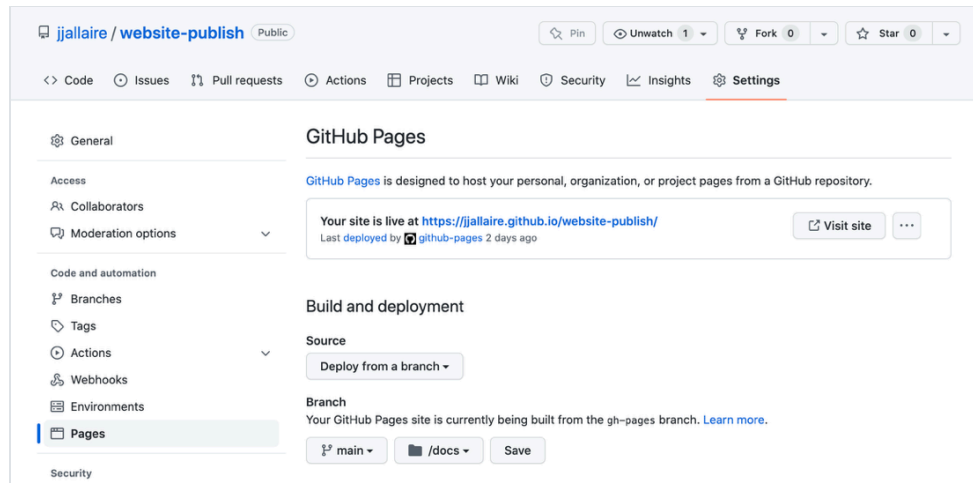 jjallaire / website-publish Public
Pin Unwatch 1 Fork 0 Star 0
Code Issues Pull requests Actions Projects Wiki Security Insights Settings
General
Access
Collaborators
Moderation options
Code and automation
Branches
Tags
Actions
Webhooks
Environments
Pages
Security
GitHub Pages
GitHub Pages is designed to host your personal, organization, or project pages from a GitHub repository.
Your site is live at https://jjallaire.github.io/website-publish/
Last deployed by github-pages 2 days ago
Visit site ...
Build and deployment
Source
Deploy from a branch
Branch
Your GitHub Pages site is currently being built from the gh-pages branch. Learn more.
main /docs Save